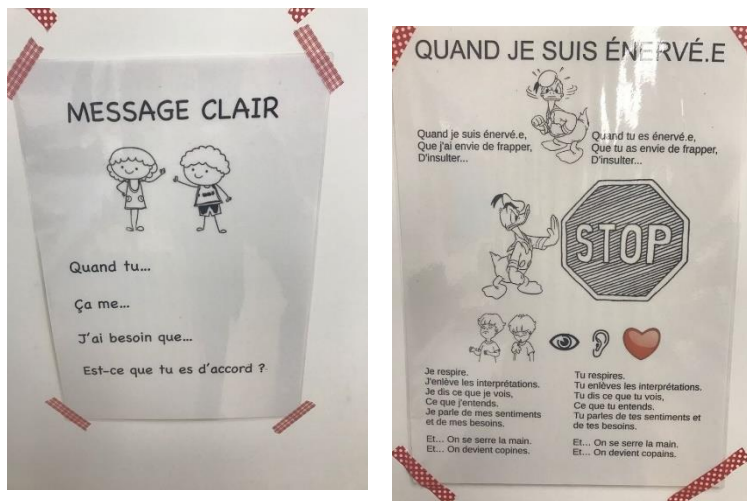 MESSAGE CLAIR
Quand tu...
Ça me...
J'ai besoin que...
Est-ce que tu es d'accord ?
QUAND JE SUIS ÉNERVÉ.E
Quand je suis énervé.e,
Que j'ai envie de frapper,
D'insulter...
Quand tu es énervé.e,
Que tu as envie de frapper,
D'insulter...
STOP
Je respire.
J'enlève les interprétations.
Je dis ce que je vois,
Ce que j'entends.
Je parle de mes sentiments
et de mes besoins.
Et... On se serre la main.
Et... On devient copines.
Tu respires.
Tu enlèves les interprétations.
Tu dis ce que tu vois,
Ce que tu entends.
Tu parles de tes sentiments et
de tes besoins.
Et... On se serre la main.
Et... On devient copains.